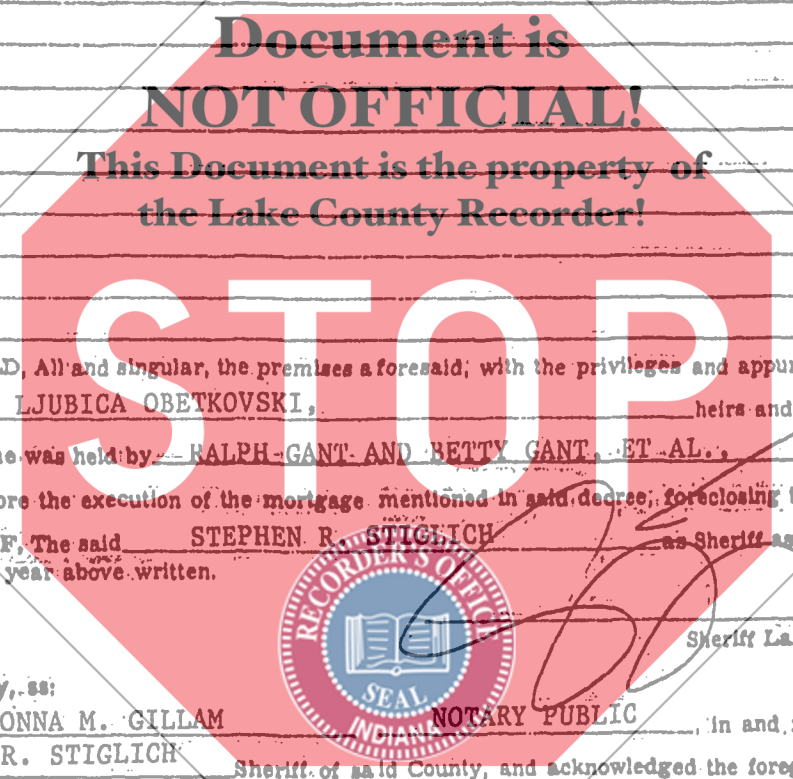 Document is
NOT OFFICIAL!
This Document is the property of
the Lake County Recorder!
STOP
D, All and singular, the premises aforesaid, with the privileges and appur
LJUBICA OBETKOVSKI, heirs and
e was held by RALPH GANT AND BETTY GANT, ET AL.,
ore the execution of the mortgage mentioned in said decree, foreclosing t
F, The said STEPHEN R. STIGLICH as Sheriff as
year above written.
Sheriff La
RECORDER'S OFFICE
SEAL
INDIANA
y, ss:
ONNA M. GILLAM NOTARY PUBLIC, in and
R. STIGLICH Sheriff of said County, and acknowledged the fore